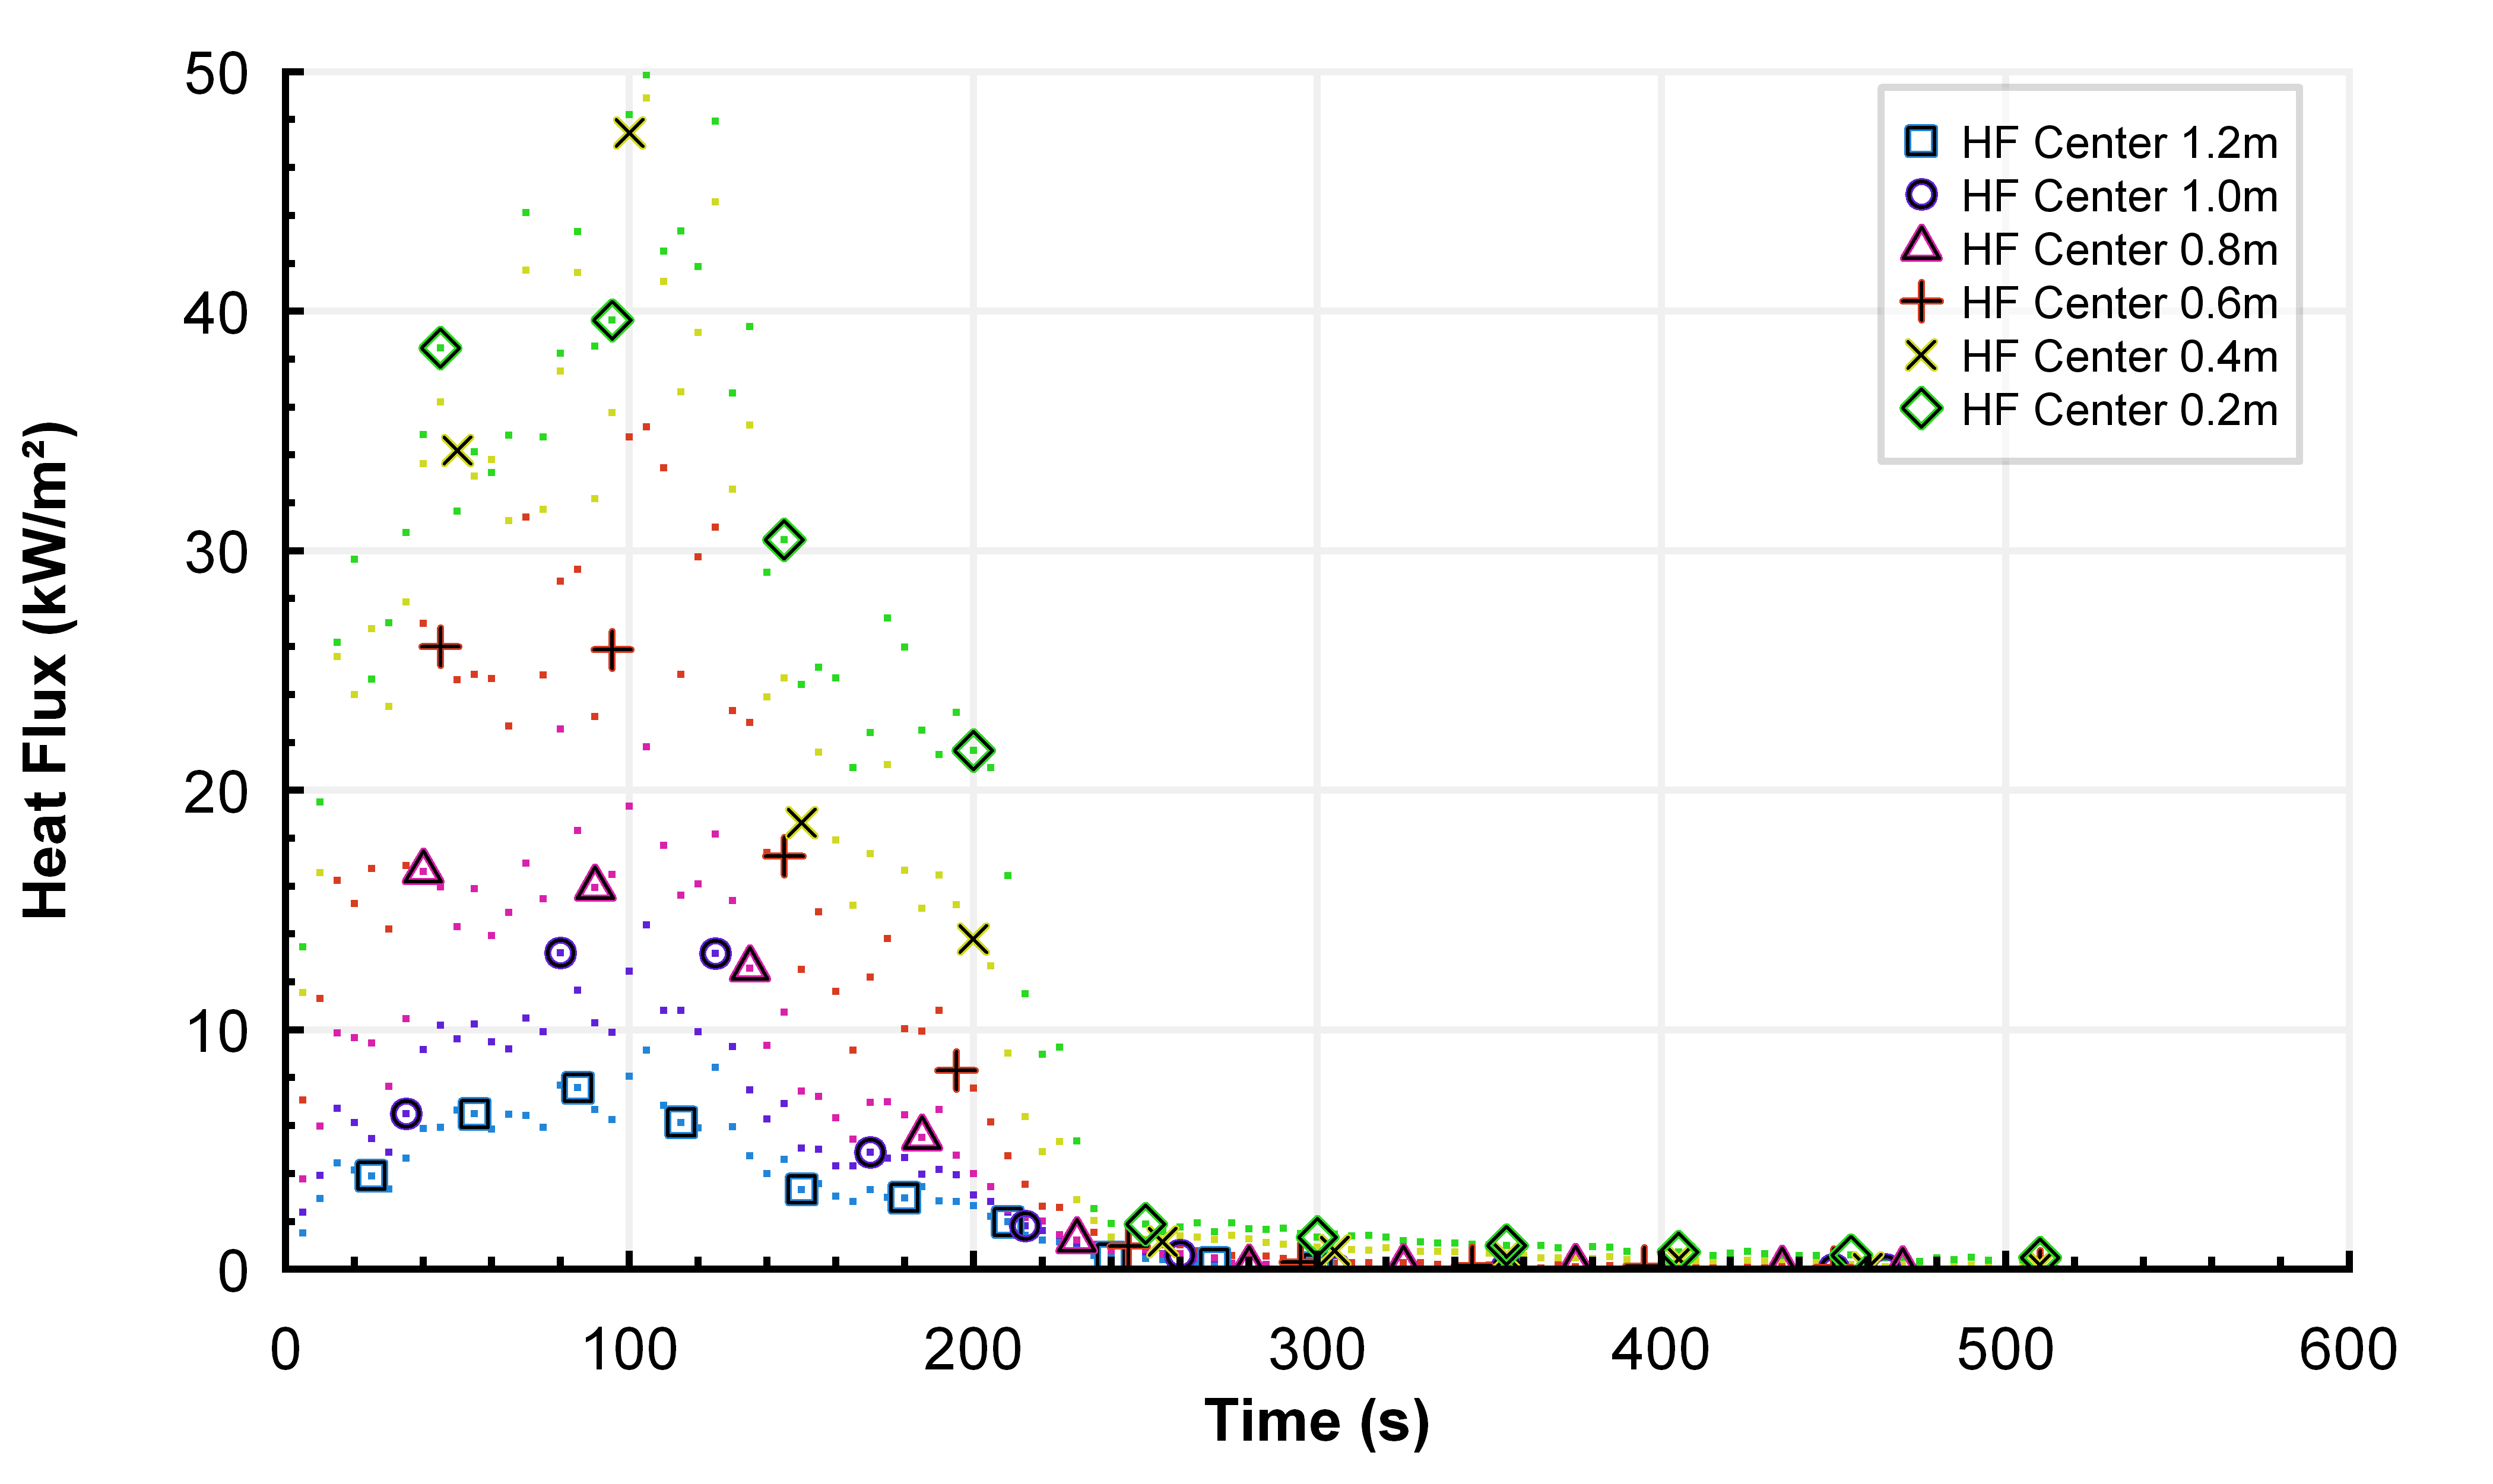 50
40
30
20
10
0
Heat Flux (kW/m²)
HF Center 1.2m
HF Center 1.0m
HF Center 0.8m
HF Center 0.6m
HF Center 0.4m
HF Center 0.2m
0 100 200 300 400 500 600
Time (s)